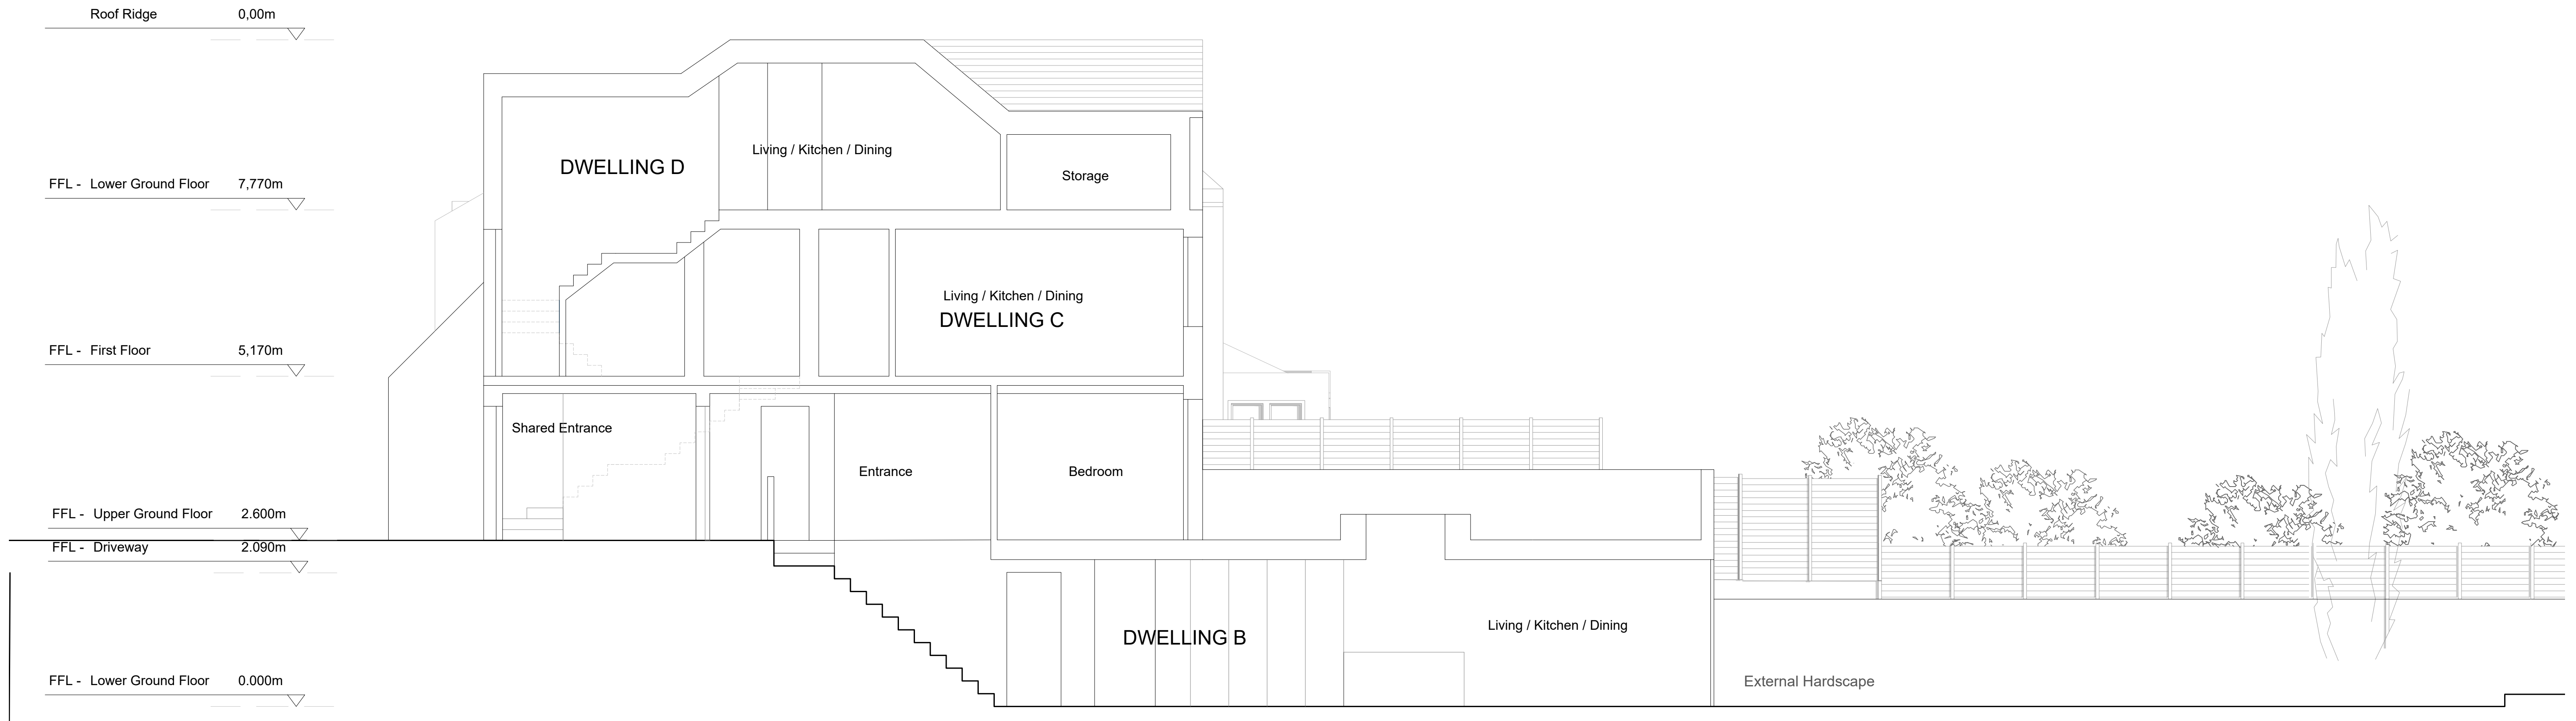 Roof Ridge 0,00m
FFL - Lower Ground Floor 7,770m
FFL - First Floor 5,170m
FFL - Upper Ground Floor 2.600m
FFL - Driveway 2.090m
FFL - Lower Ground Floor 0.000m
Living / Kitchen / Dining
DWELLING D
Storage
Living / Kitchen / Dining
DWELLING C
Shared Entrance
Entrance
Bedroom
Living / Kitchen / Dining
DWELLING B
External Hardscape